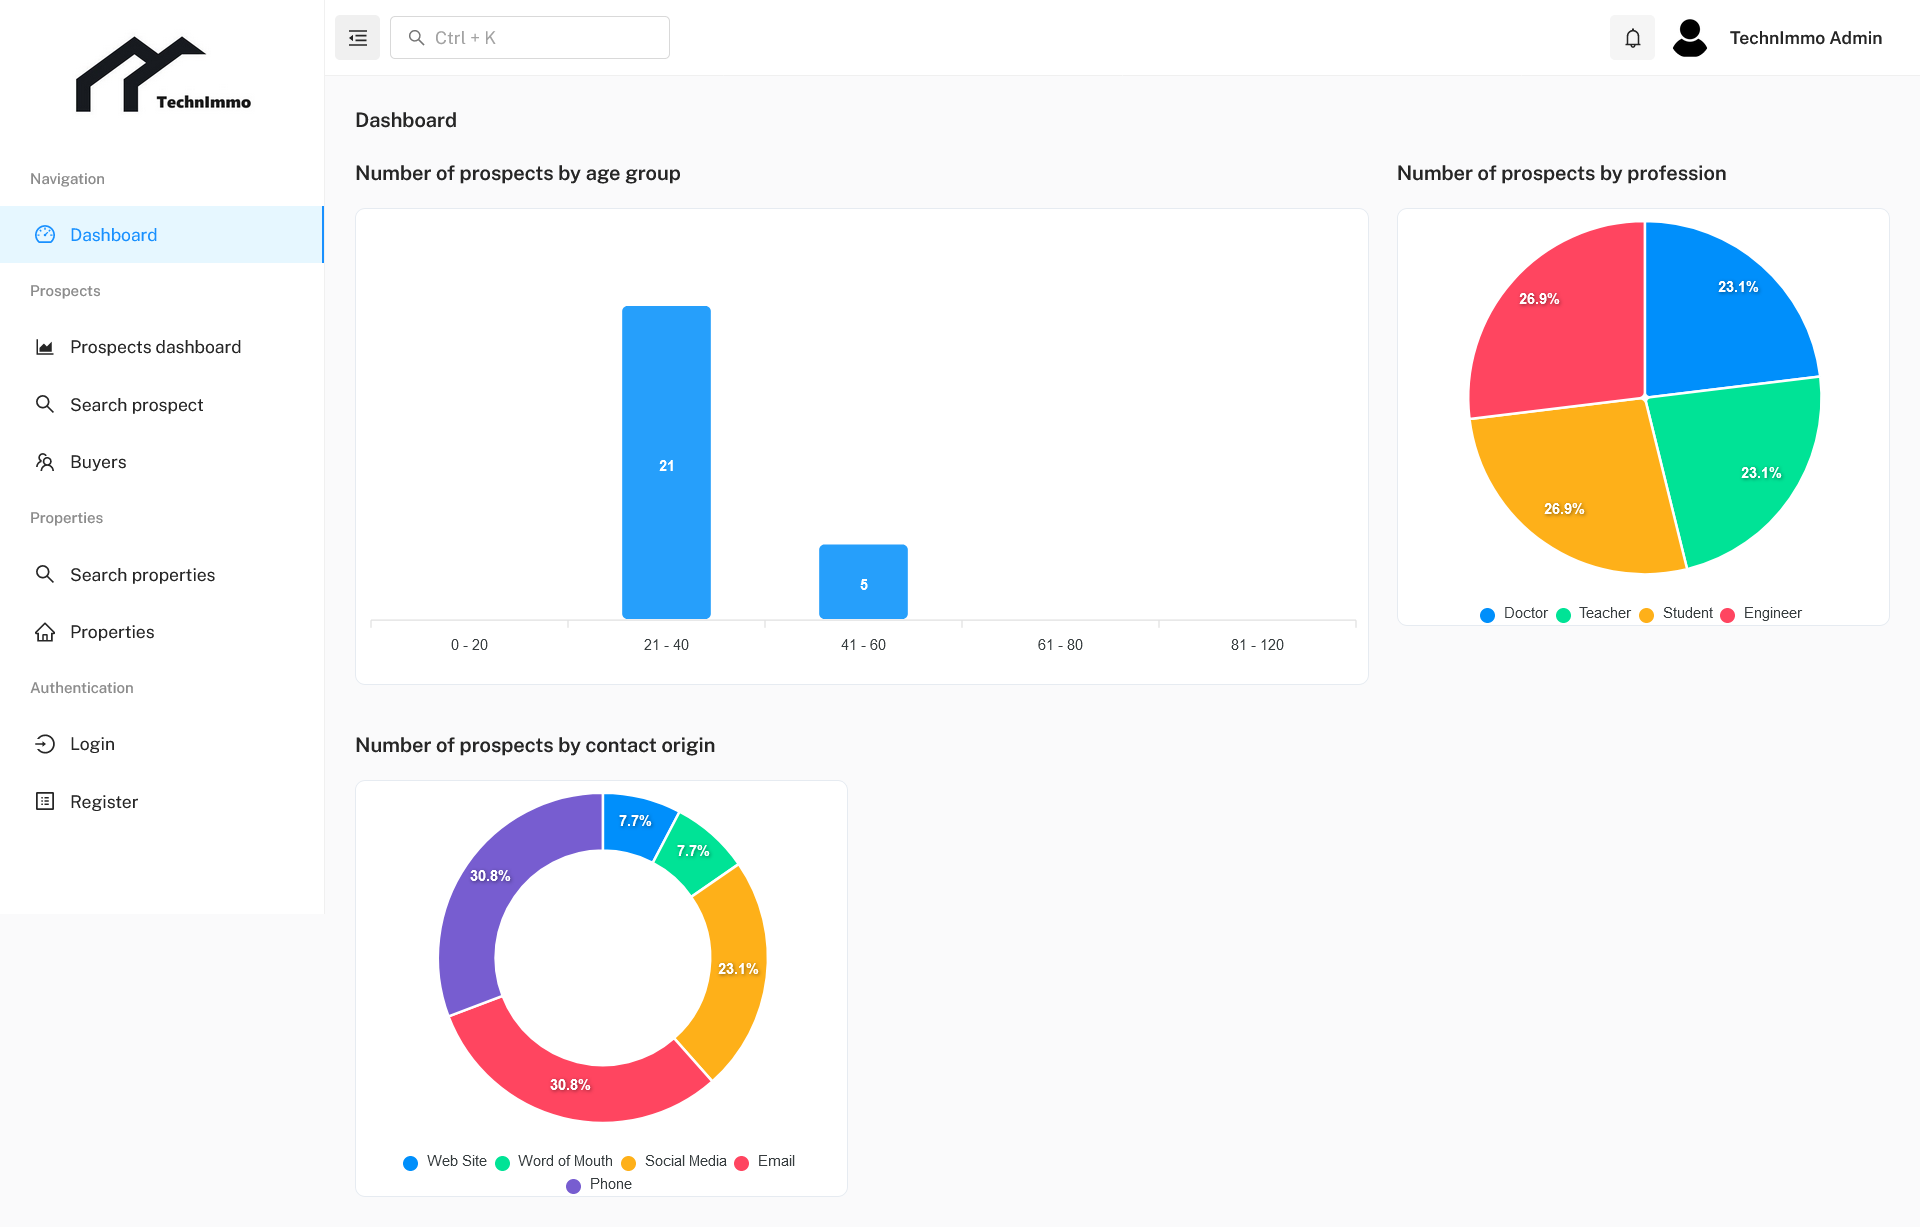 TechnImmo
Navigation
Dashboard
Prospects
Prospects dashboard
Search prospect
Buyers
Properties
Search properties
Properties
Authentication
Login
Register
Ctrl + K
TechnImmo Admin
Dashboard
Number of prospects by age group
21
5
0 - 20
21 - 40
41 - 60
61 - 80
81 - 120
Number of prospects by profession
23.1%
26.9%
23.1%
26.9%
Doctor Teacher Student Engineer
Number of prospects by contact origin
7.7%
7.7%
30.8%
23.1%
30.8%
Web Site Word of Mouth Social Media Email
Phone